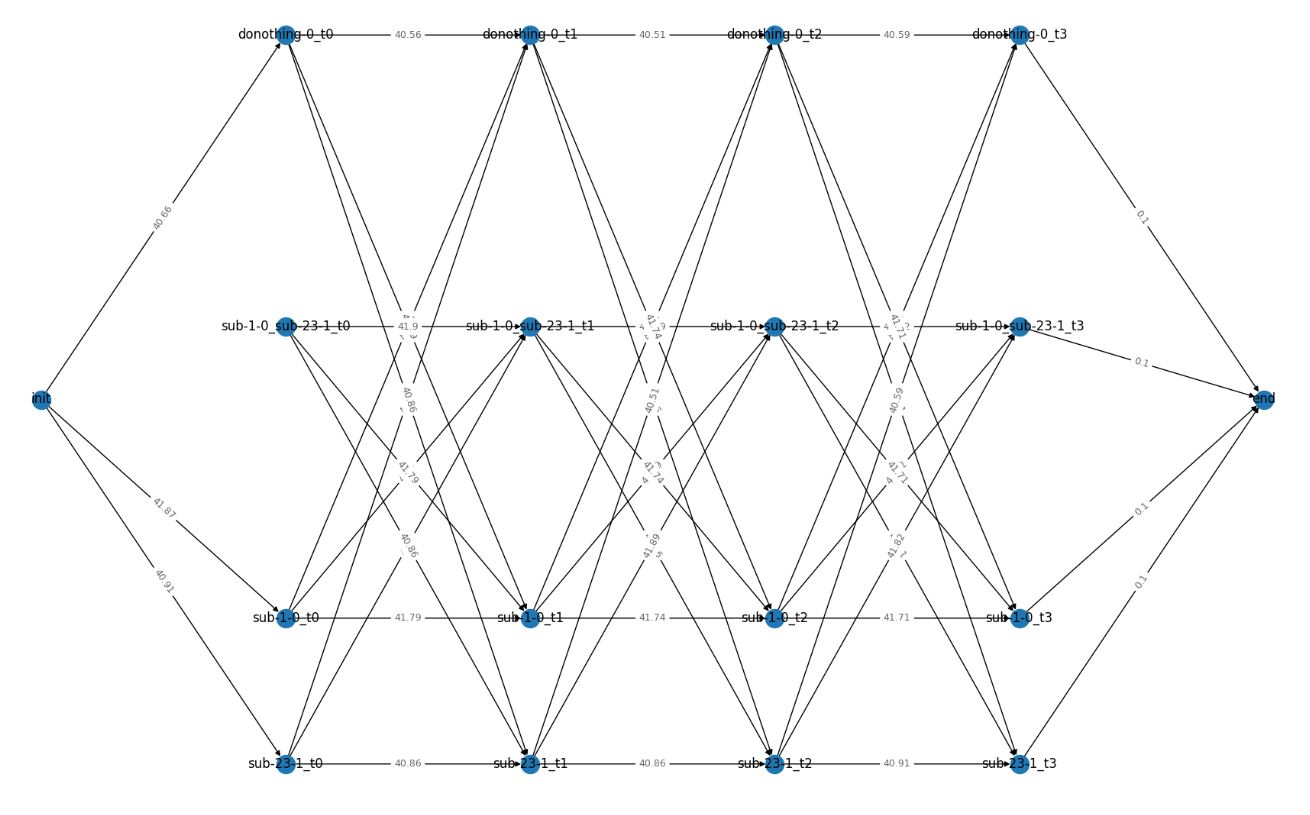 donothing-0_t0
40.56
donothing-0_t1
40.51
donothing-0_t2
40.59
donothing-0_t3
40.66
0.1
sub-1-0_sub-23-1_t0
41.9
sub-1-0_sub-23-1_t1
41.74
sub-1-0_sub-23-1_t2
41.71
sub-1-0_sub-23-1_t3
0.1
init
40.86
40.51
40.59
end
41.79
41.74
41.71
41.87
0.1
40.86
41.89
41.82
40.91
0.1
sub-1-0_t0
41.79
sub-1-0_t1
41.74
sub-1-0_t2
41.71
sub-1-0_t3
sub-23-1_t0
40.86
sub-23-1_t1
40.86
sub-23-1_t2
40.91
sub-23-1_t3